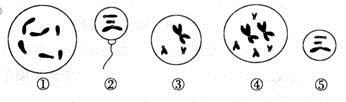 ① ② ③ ④ ⑤